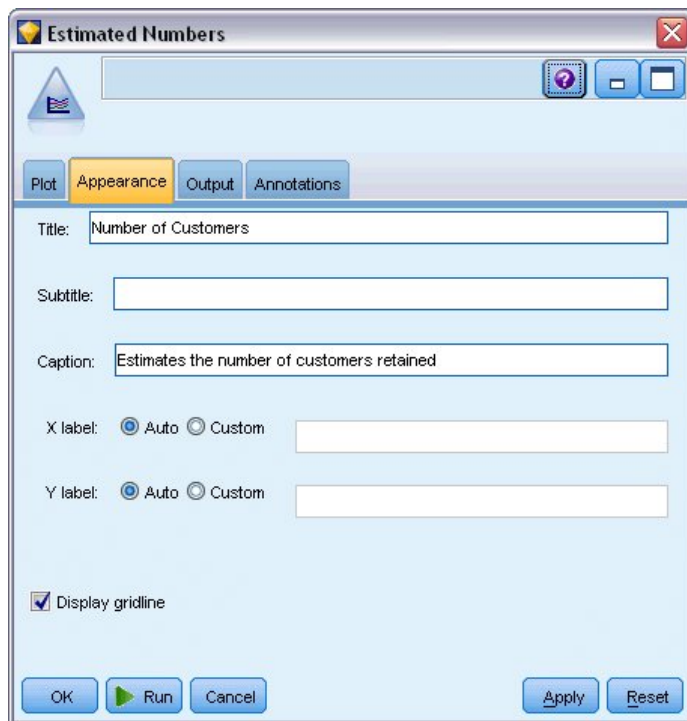 Estimated Numbers
?
Plot Appearance Output Annotations
Title: Number of Customers
Subtitle:
Caption: Estimates the number of customers retained
X label: Auto Custom
Y label: Auto Custom
Display gridline
OK Run Cancel Apply Reset